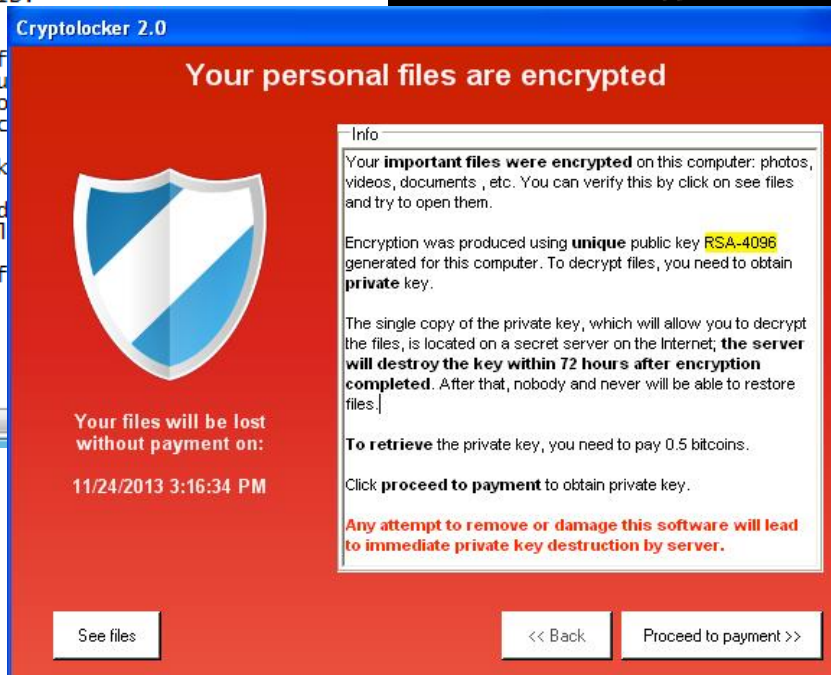 Cryptolocker 2.0
Your personal files are encrypted
Info
Your important files were encrypted on this computer: photos,
videos, documents , etc. You can verify this by click on see files
and try to open them.
Encryption was produced using unique public key RSA-4096
generated for this computer. To decrypt files, you need to obtain
private key.
The single copy of the private key, which will allow you to decrypt
the files, is located on a secret server on the Internet; the server
will destroy the key within 72 hours after encryption
completed. After that, nobody and never will be able to restore
files.
To retrieve the private key, you need to pay 0.5 bitcoins.
Click proceed to payment to obtain private key.
Any attempt to remove or damage this software will lead
to immediate private key destruction by server.
Your files will be lost
without payment on:
11/24/2013 3:16:34 PM
See files
<< Back
Proceed to payment >>